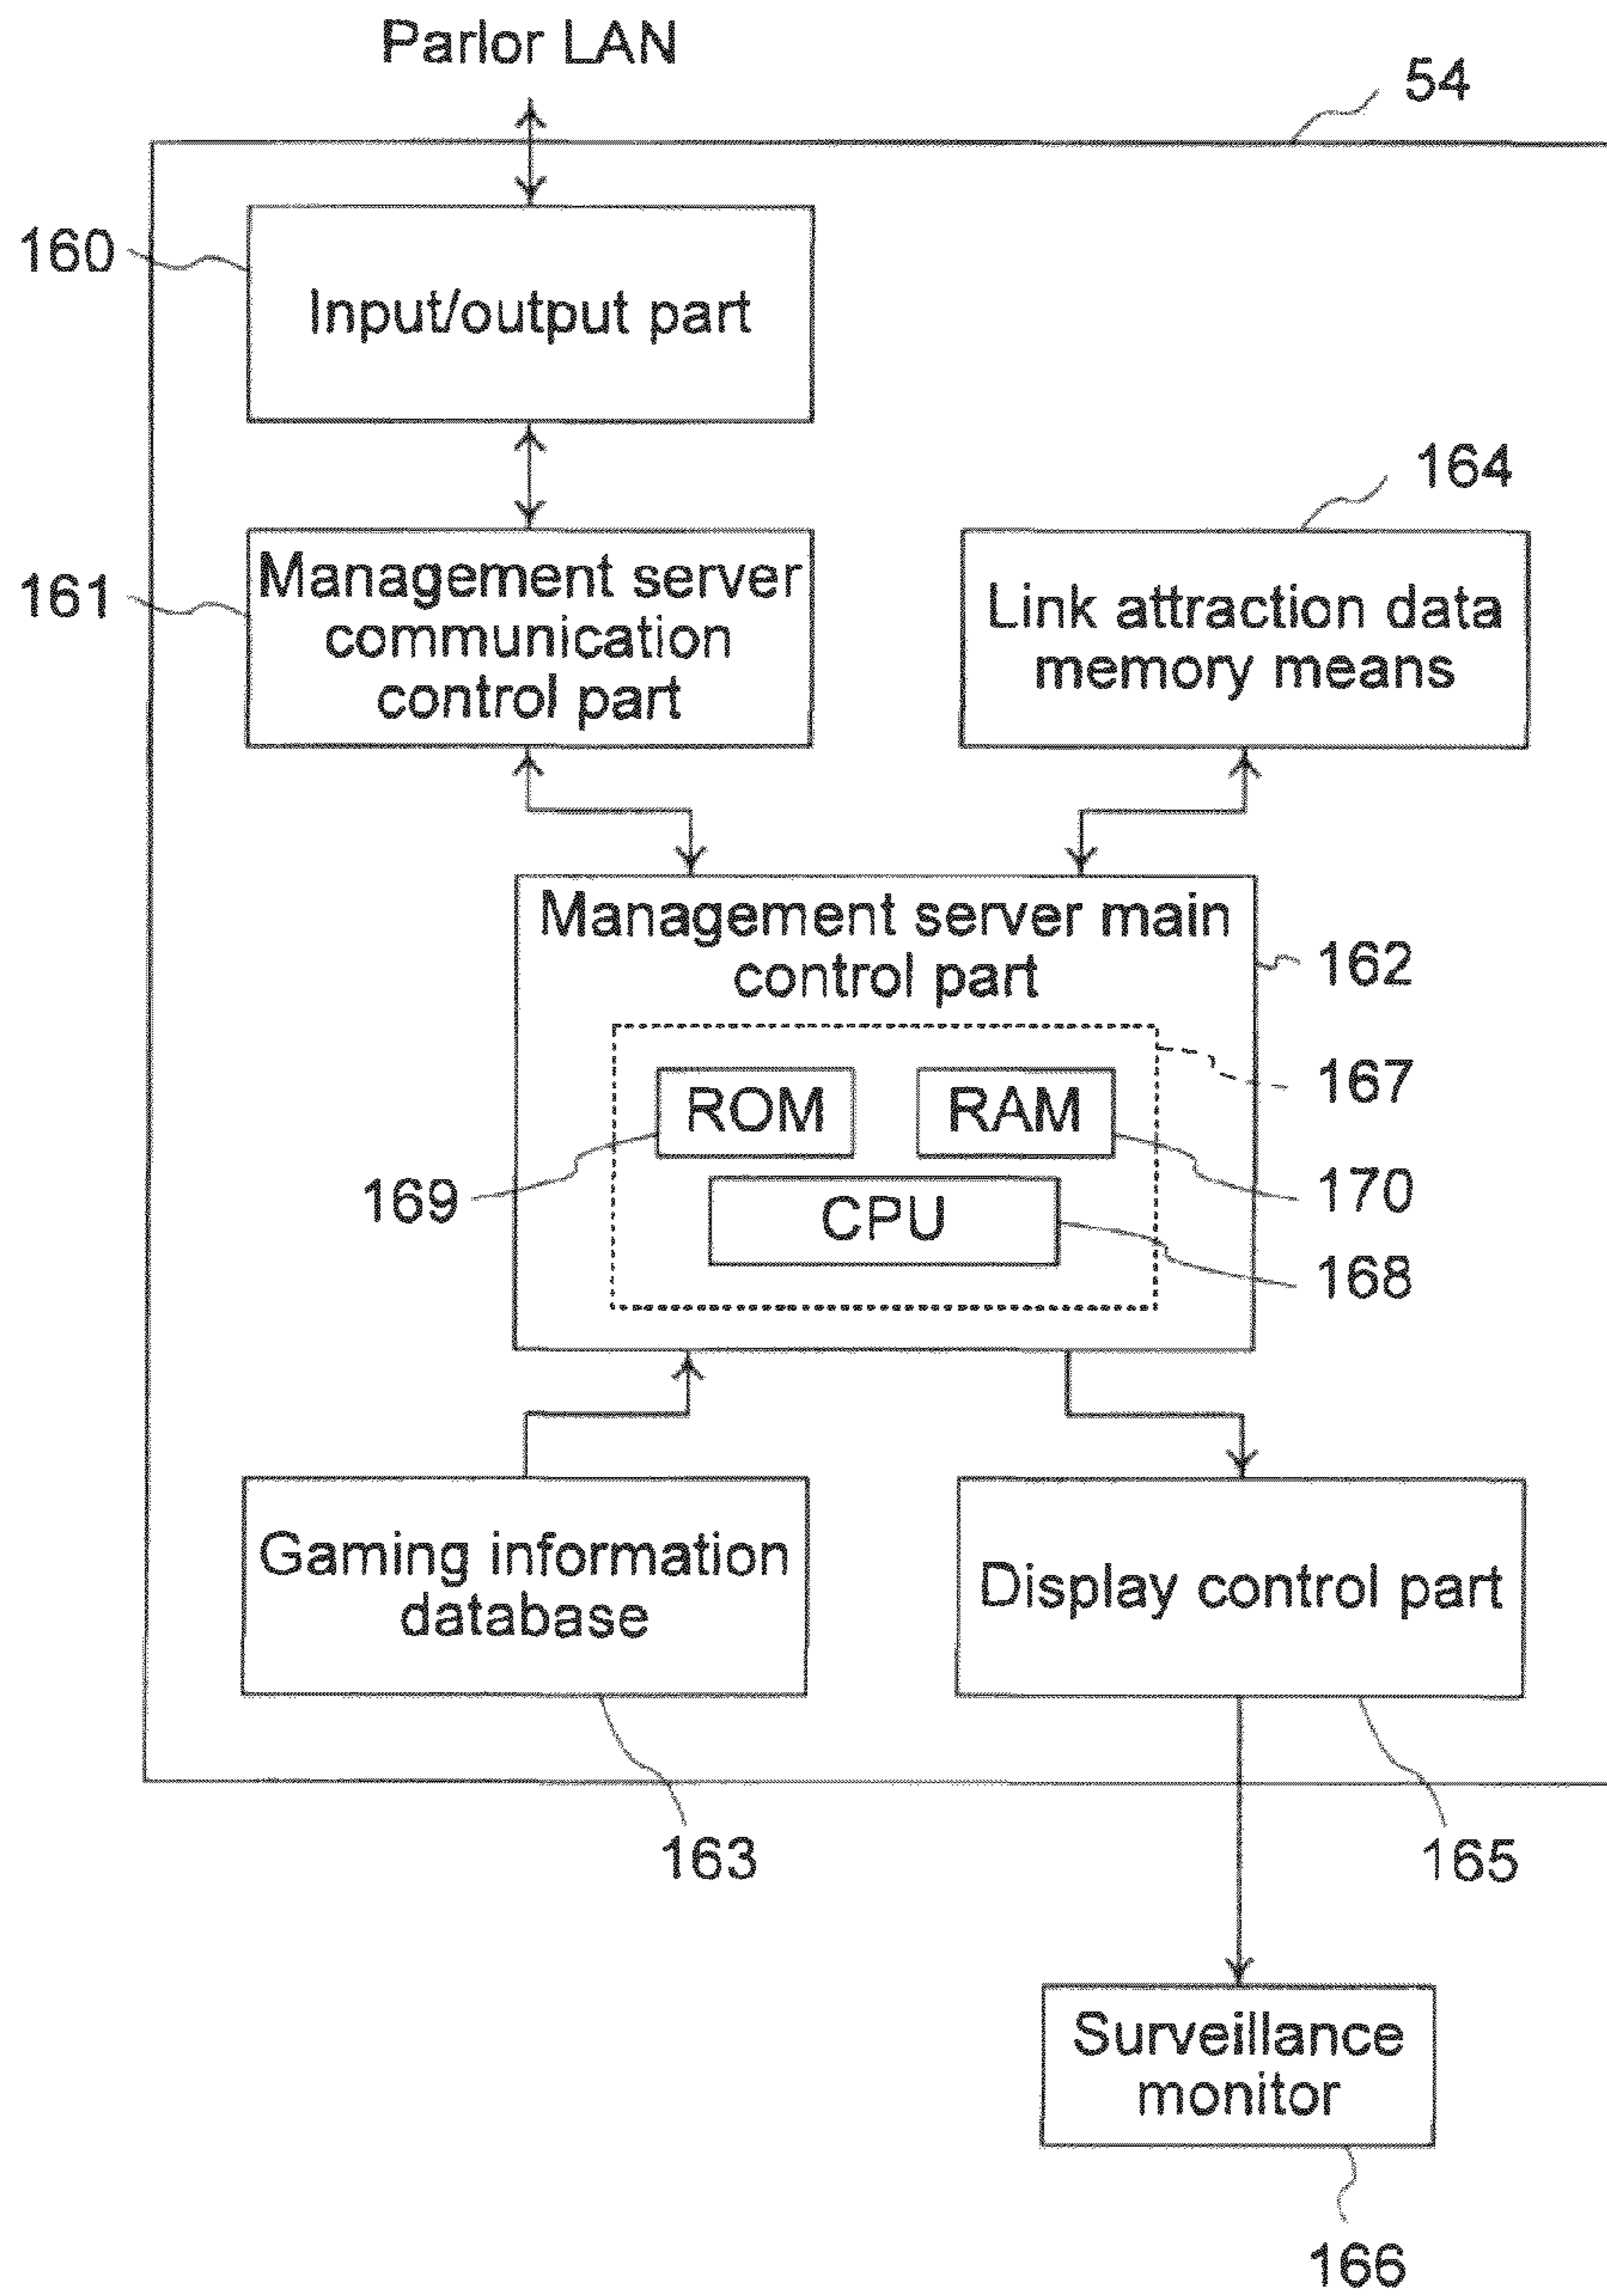 Parlor LAN
54
160
Input/output part
164
161
Management server
communication
control part
Link attraction data
memory means
Management server main
control part
162
167
ROM
RAM
169
170
CPU
168
Gaming information
database
Display control part
163
165
Surveillance
monitor
166